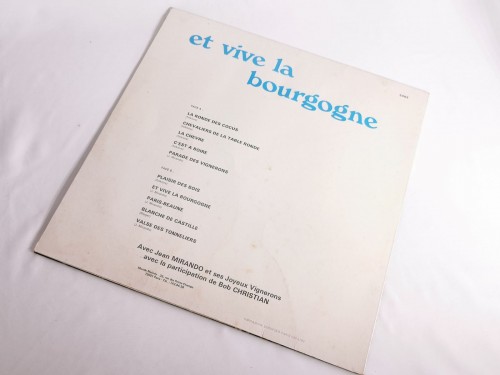 et vive la
bourgogne
FACE A
LA RONDE DES COCUS
CHEVALIERS DE LA TABLE RONDE
LA CHEVRE
C'EST A BOIRE
PARADE DES VIGNERONS
FACE B
PLAISIR DES BOIS
ET VIVE LA BOURGOGNE
PARIS-BEAUNE
BLANCHE DE CASTILLE
VALSE DES TONNELIERS
Avec Jean MIRANDO et ses Joyeux Vignerons
avec la participation de Bob CHRISTIAN